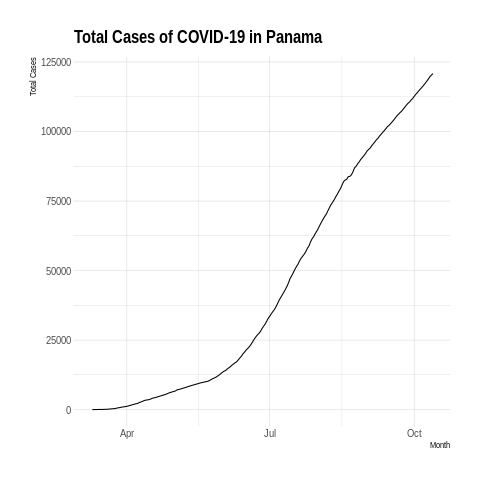 Total Cases of COVID-19 in Panama
Total Cases
125000
100000
75000
50000
25000
0
Apr
Jul
Oct
Month